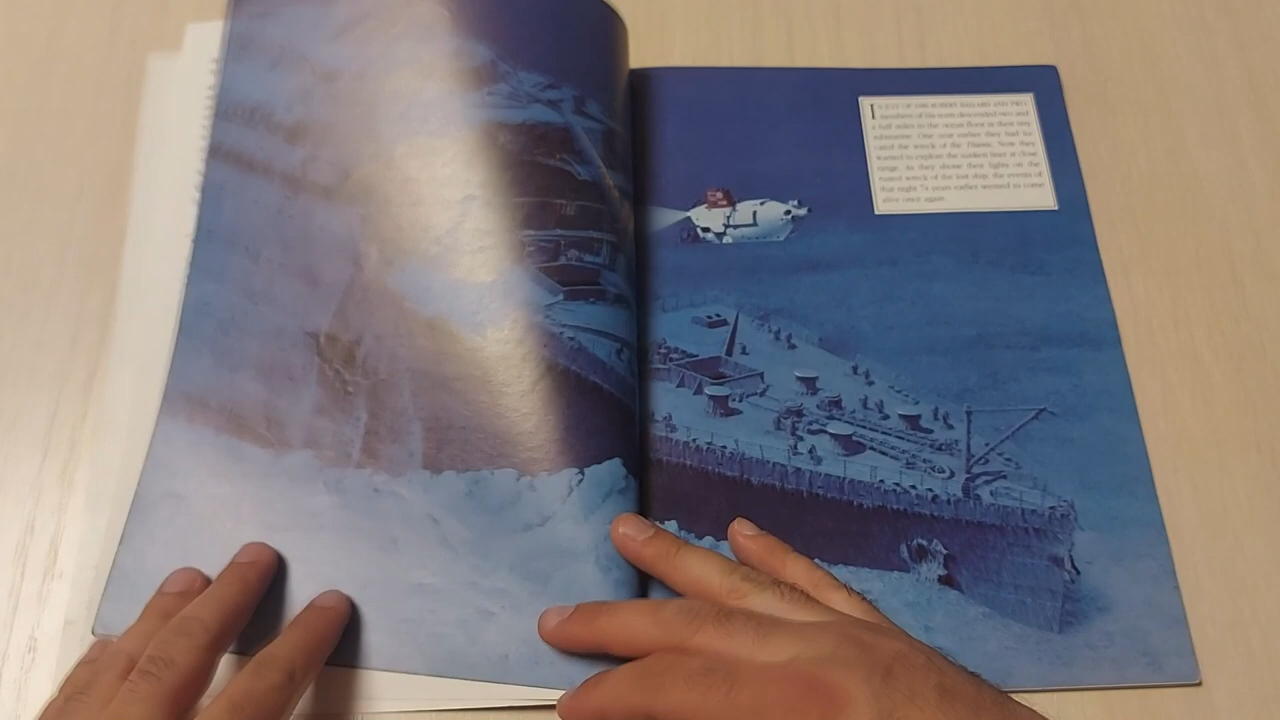 IN JULY OF 1986 ROBERT BALLARD AND TWO
members of his team descended two and
a half miles to the ocean floor in their tiny
submarine. One year earlier they had lo-
cated the wreck of the Titanic. Now they
wanted to explore the sunken liner at close
range. As they shone their lights on the
rusted wreck of the lost ship, the events of
that night 74 years earlier seemed to come
alive once again.